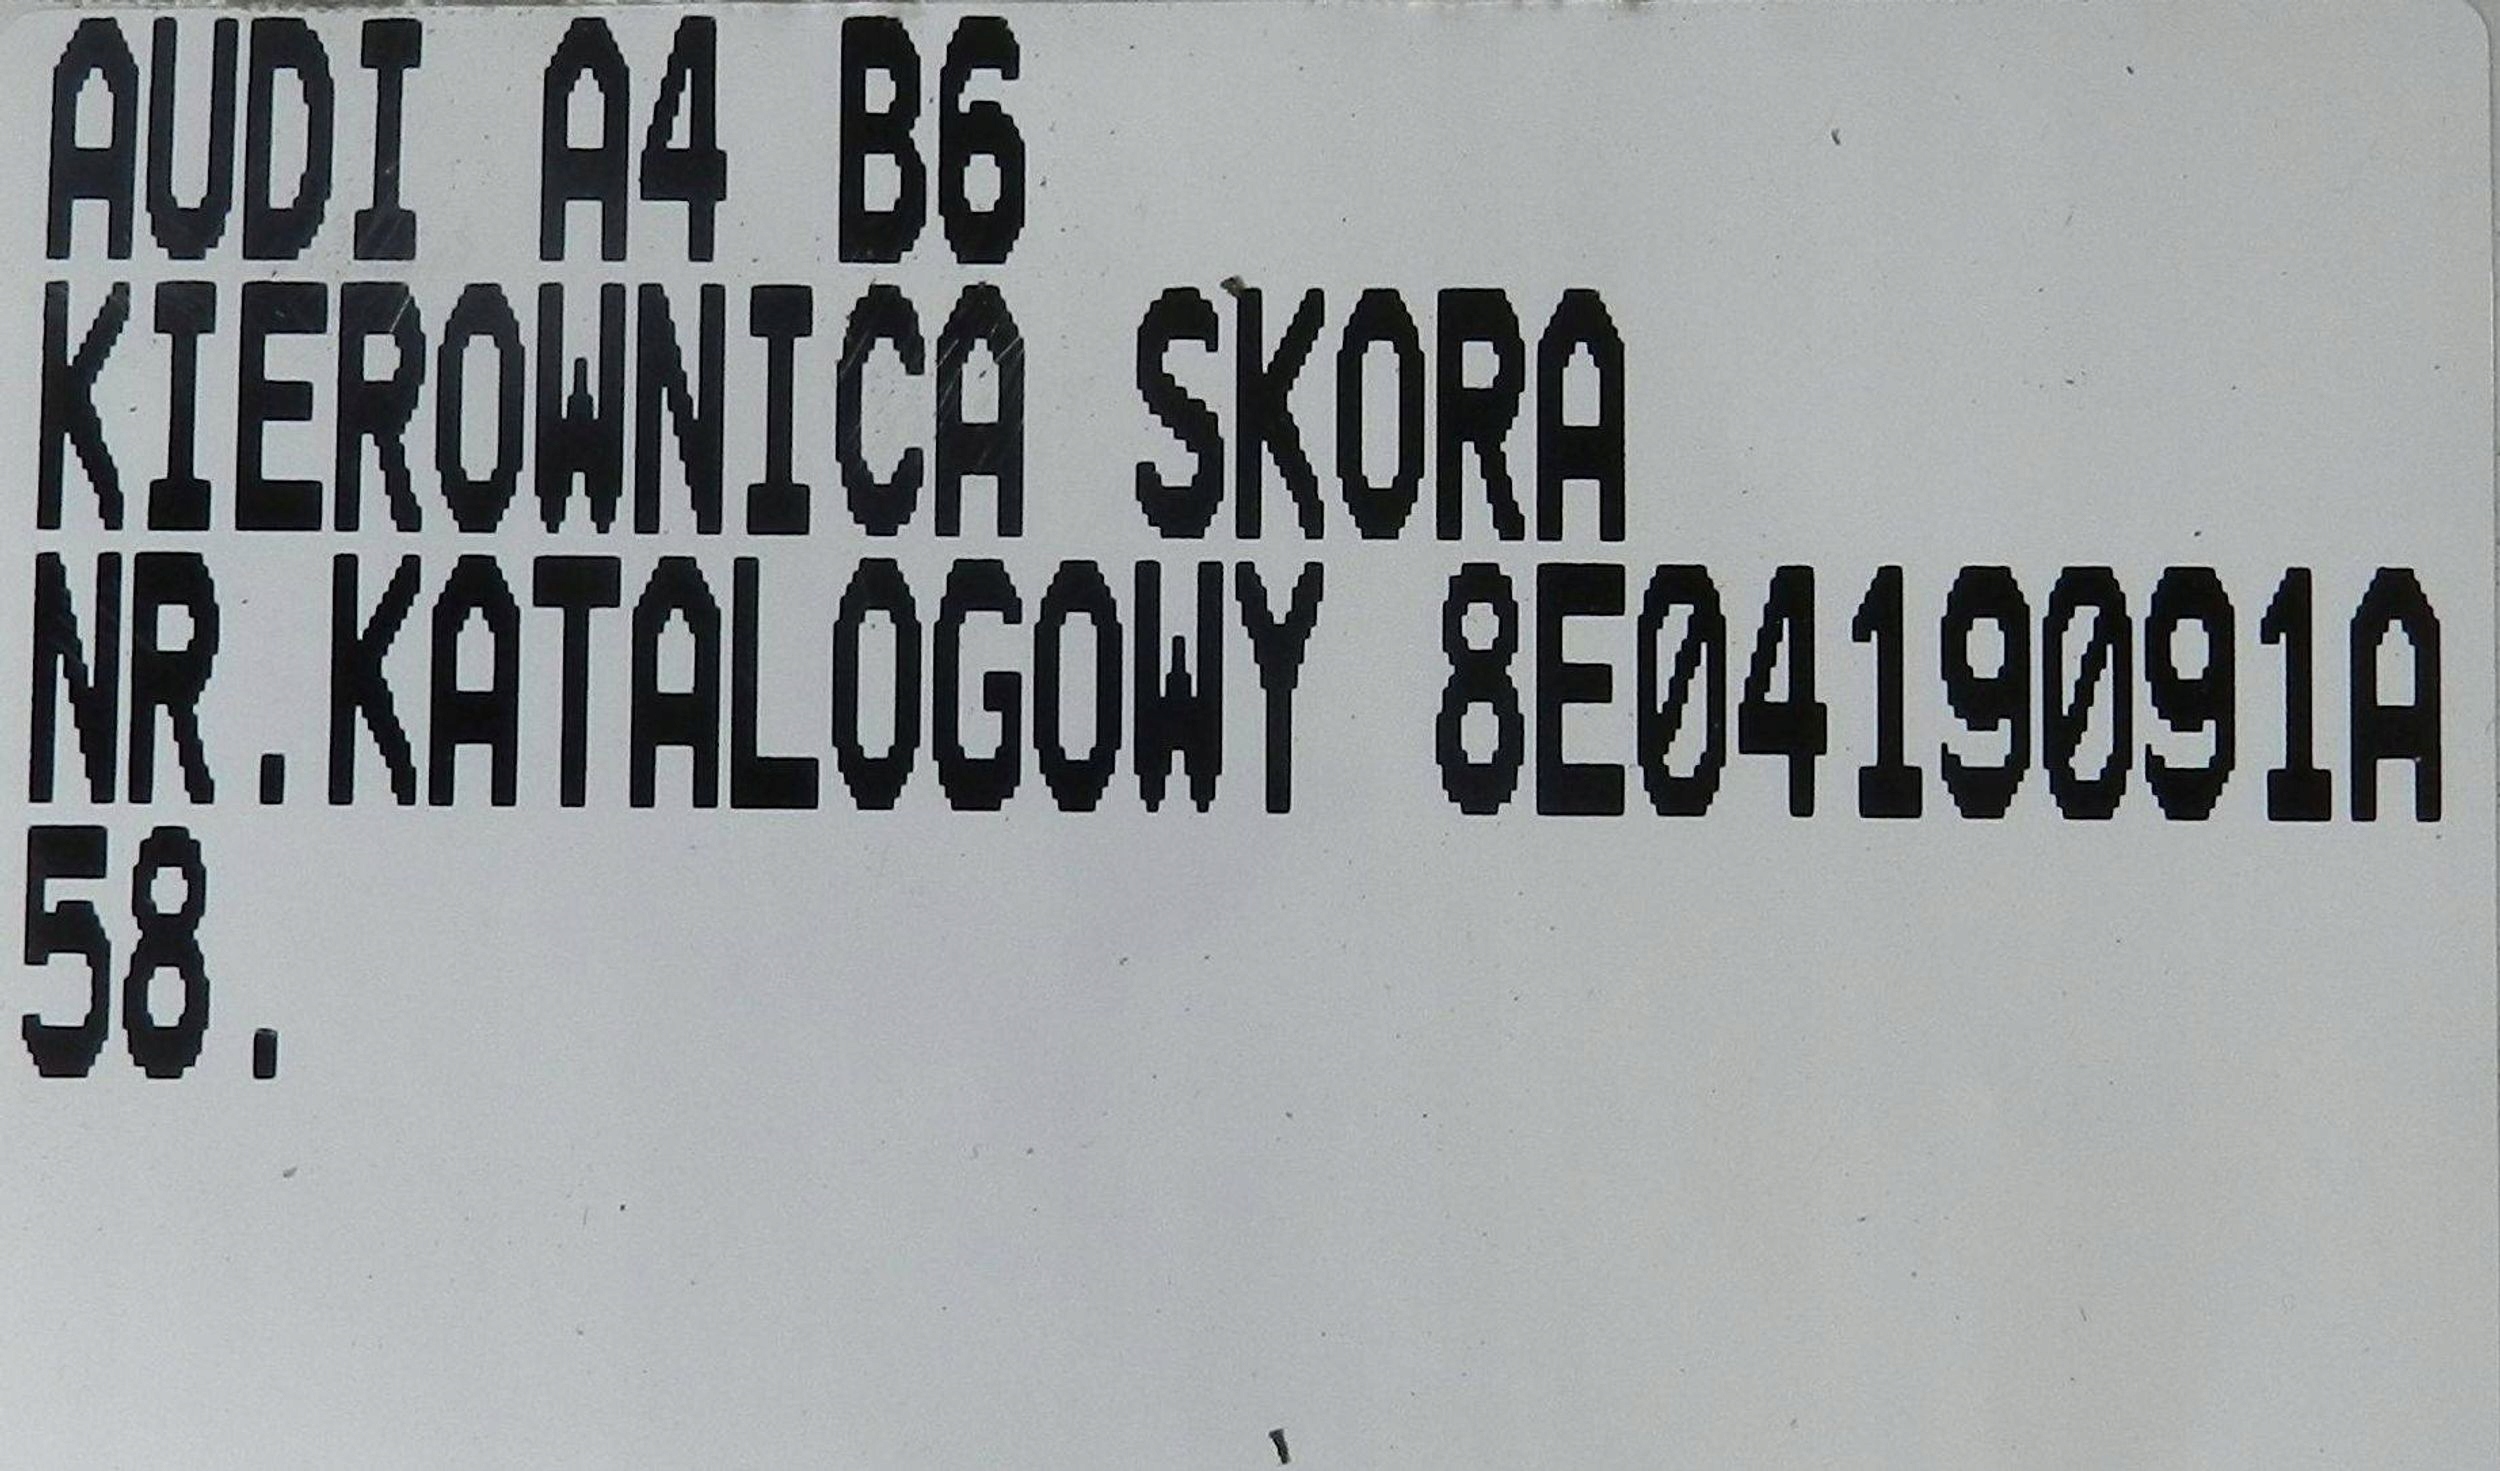 AUDI A4 B6
KIEROWNICA SKORA
NR.KATALOGOWY 8E0419091A
58.